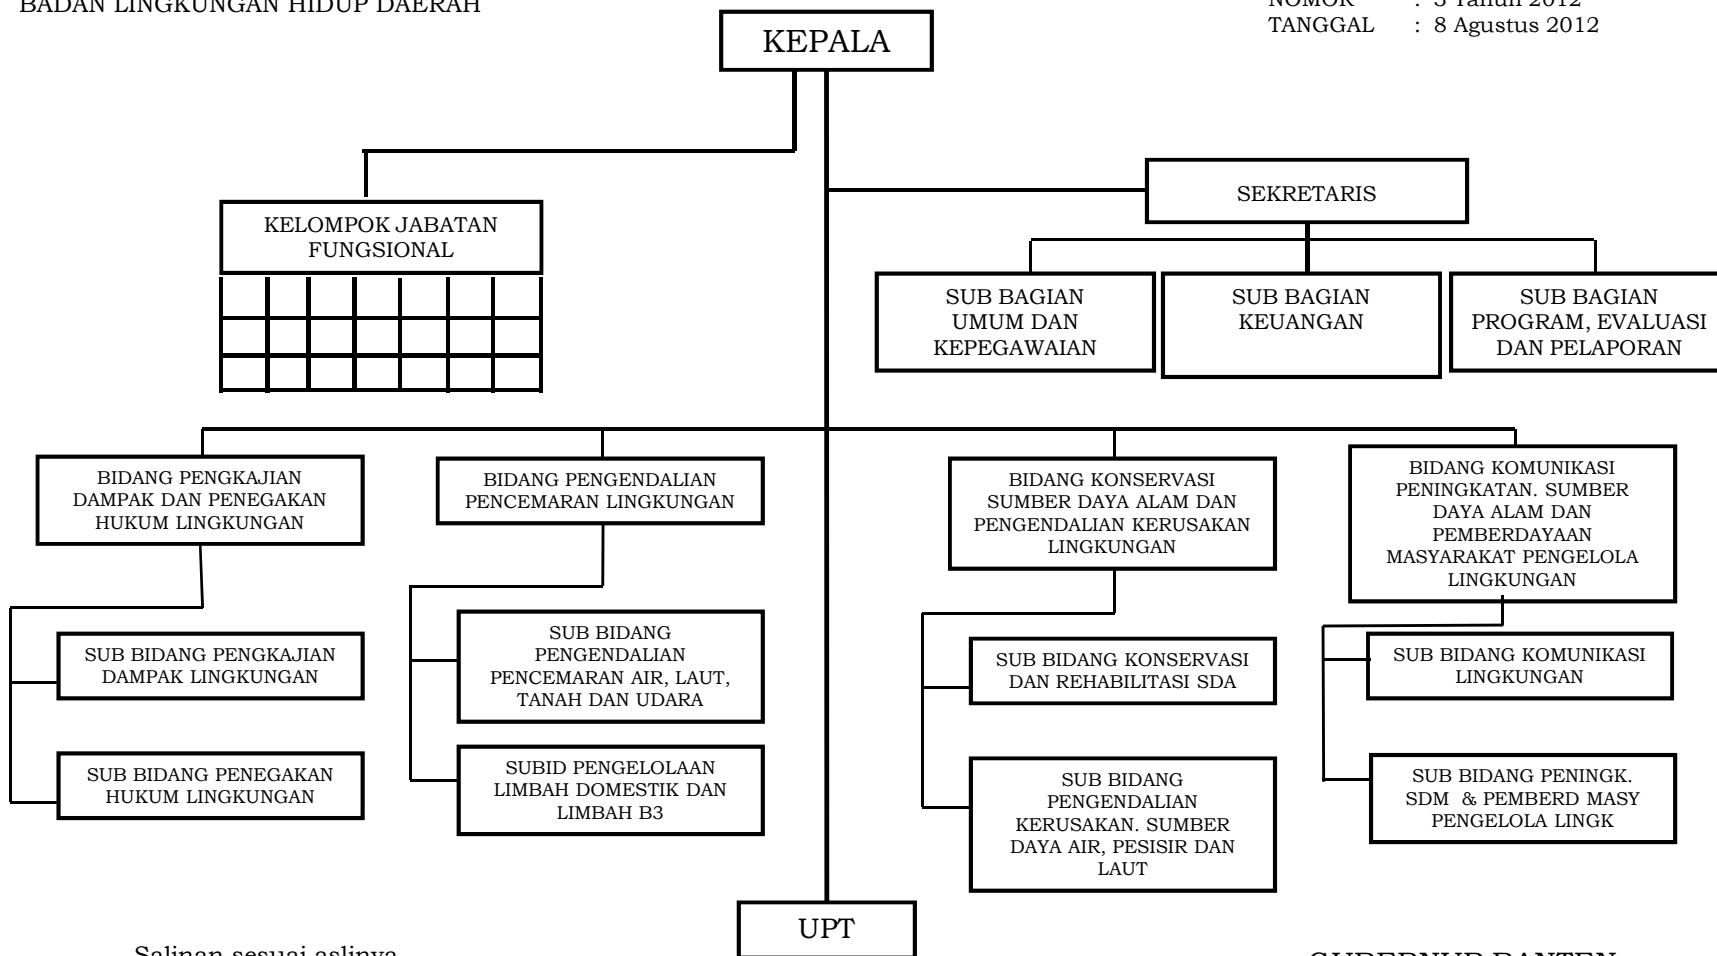 BADAN LINGKUNGAN HIDUP DAERAH
NOMOR : 3 Tahun 2012
TANGGAL : 8 Agustus 2012
KEPALA
SEKRETARIS
KELOMPOK JABATAN
FUNGSIONAL
SUB BAGIAN
UMUM DAN
KEPEGAWAIAN
SUB BAGIAN
KEUANGAN
SUB BAGIAN
PROGRAM, EVALUASI
DAN PELAPORAN
BIDANG PENGKAJIAN
DAMPAK DAN PENEGAKAN
HUKUM LINGKUNGAN
BIDANG PENGENDALIAN
PENCEMARAN LINGKUNGAN
BIDANG KONSERVASI
SUMBER DAYA ALAM DAN
PENGENDALIAN KERUSAKAN
LINGKUNGAN
BIDANG KOMUNIKASI
PENINGKATAN. SUMBER
DAYA ALAM DAN
PEMBERDAYAAN
MASYARAKAT PENGELOLA
LINGKUNGAN
SUB BIDANG PENGKAJIAN
DAMPAK LINGKUNGAN
SUB BIDANG PENEGAKAN
HUKUM LINGKUNGAN
SUB BIDANG
PENGENDALIAN
PENCEMARAN AIR, LAUT,
TANAH DAN UDARA
SUBID PENGELOLAAN
LIMBAH DOMESTIK DAN
LIMBAH B3
SUB BIDANG KONSERVASI
DAN REHABILITASI SDA
SUB BIDANG
PENGENDALIAN
KERUSAKAN. SUMBER
DAYA AIR, PESISIR DAN
LAUT
SUB BIDANG KOMUNIKASI
LINGKUNGAN
SUB BIDANG PENINGK.
SDM & PEMBERD MASY
PENGELOLA LINGK
UPT
Salinan sesuai aslinya
GUBERNUR BANTEN